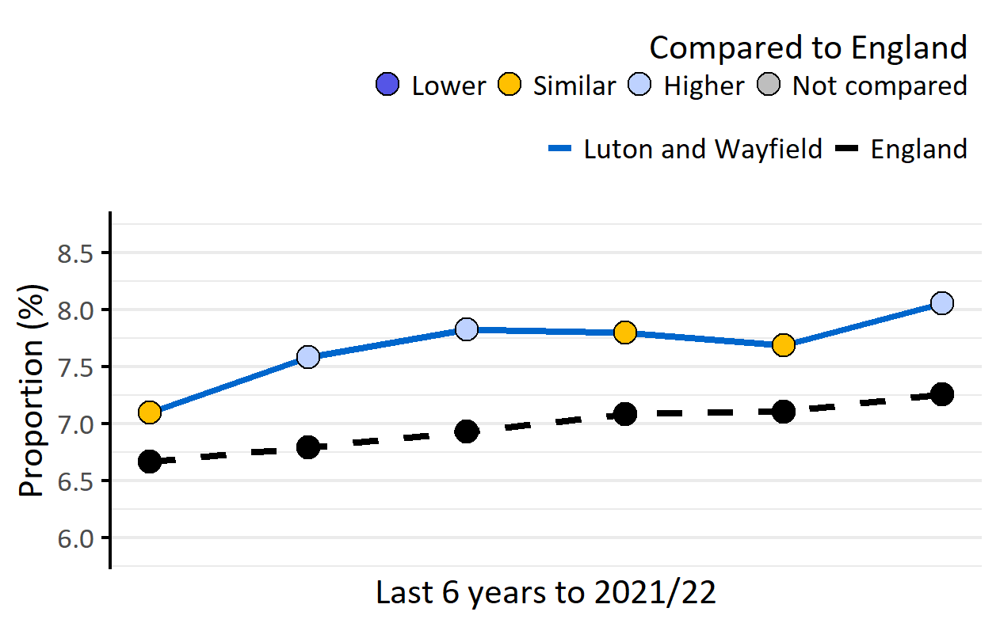 Compared to England
Lower Similar Higher Not compared
Luton and Wayfield England
8.5
8.0
7.5
7.0
6.5
6.0
Proportion (%)
Last 6 years to 2021/22